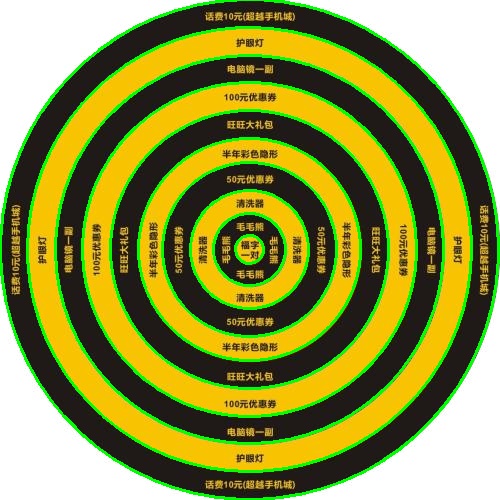 话费10元(超越手机城)
护眼灯
电脑镜一副
100元优惠券
旺旺大礼包
半年彩色隐形
50元优惠券
清洗器
毛毛熊
话费10元(超越手机城)
护眼灯
电脑镜一副
100元优惠券
旺旺大礼包
半年彩色隐形
50元优惠券
清洗器
毛毛熊
福字
一对
毛毛熊
清洗器
50元优惠券
半年彩色隐形
旺旺大礼包
100元优惠券
电脑镜一副
护眼灯
话费10元(超越手机城)
毛毛熊
清洗器
50元优惠券
半年彩色隐形
旺旺大礼包
100元优惠券
电脑镜一副
护眼灯
话费10元(超越手机城)